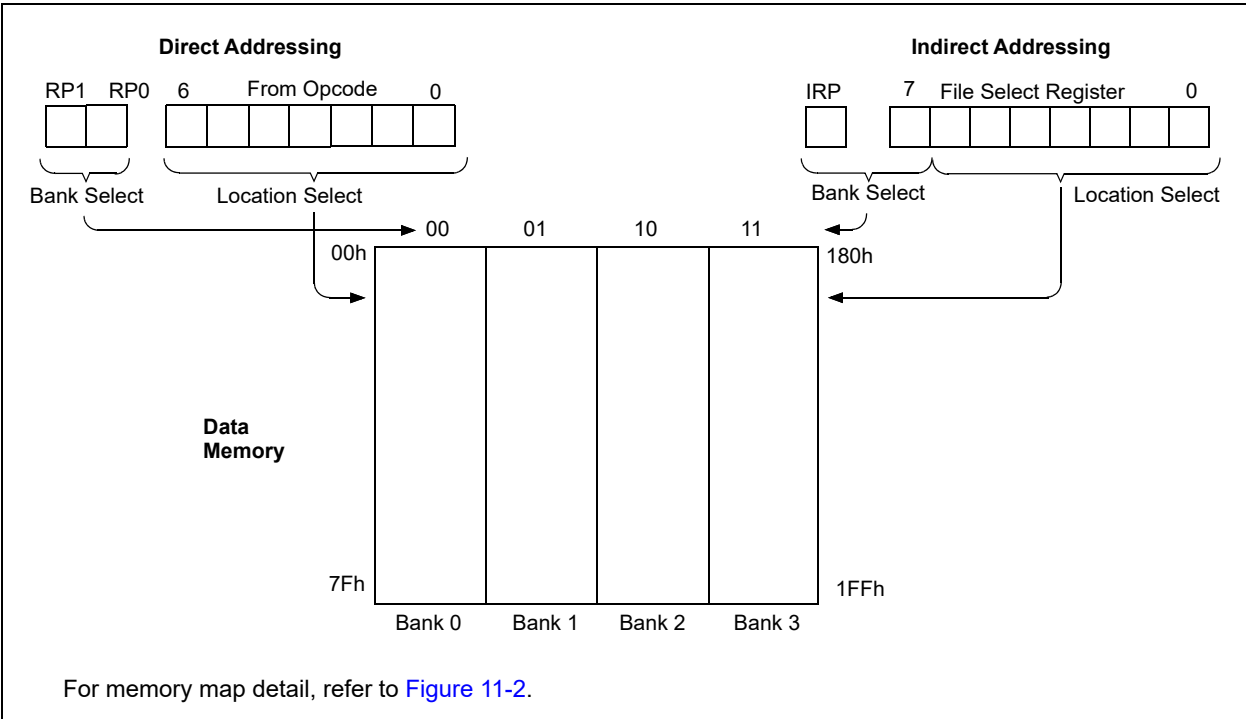 Direct Addressing
Indirect Addressing
RP1 RP0 6 From Opcode 0
IRP 7 File Select Register 0
Bank Select Location Select
Bank Select Location Select
00 01 10 11
00h 180h
Data
Memory
7Fh 1FFh
Bank 0 Bank 1 Bank 2 Bank 3
For memory map detail, refer to Figure 11-2.